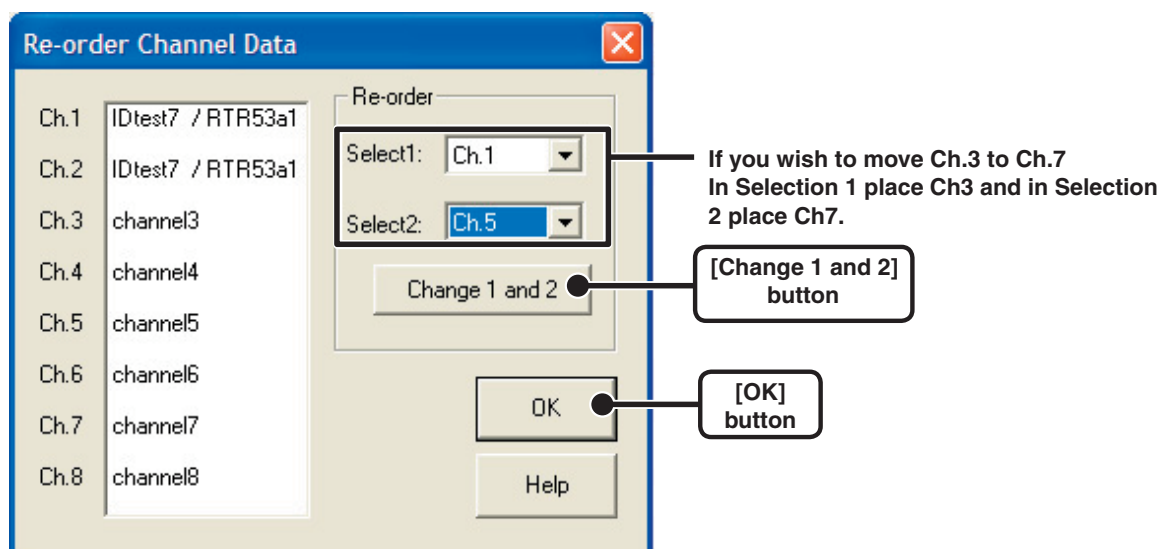 Re-order Channel Data
Ch.1 IDtest7 / RTR53a1
Ch.2 IDtest7 / RTR53a1
Ch.3 channel3
Ch.4 channel4
Ch.5 channel5
Ch.6 channel6
Ch.7 channel7
Ch.8 channel8
Re-order
Select1: Ch.1
Select2: Ch.5
Change 1 and 2
OK
Help
If you wish to move Ch.3 to Ch.7
In Selection 1 place Ch3 and in Selection
2 place Ch7.
[Change 1 and 2]
button
[OK]
button